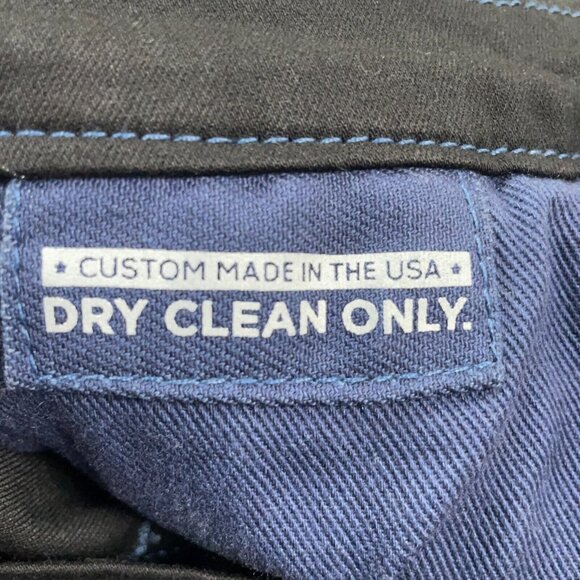 ★ CUSTOM MADE IN THE USA ★
DRY CLEAN ONLY.